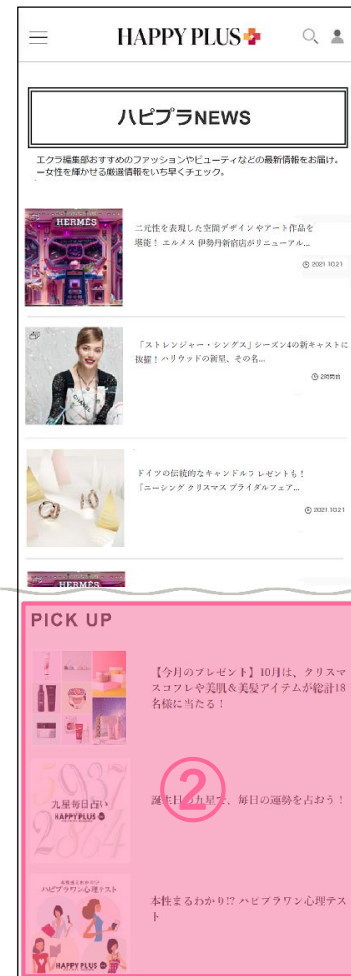 HAPPY PLUS
ハピプラNEWS
エクラ編集部おすすめのファッションやビューティなどの最新情報をお届け。
ー女性を輝かせる厳選情報をいち早くチェック。
HERMÈS
二元性を表現した空間デザインやアート作品を
堪能！ エルメス 伊勢丹新宿店がリニューアル...
2021.10.21
「ストレンジャー・シングス」シーズン4の新キャストに
抜擢！ハリウッドの新星、その名...
2時間前
CHANEL
ドイツの伝統的なキャンドルプレゼントも！
「ニーシング クリスマス ブライダルフェア...
2021.10.21
HERMÈS
PICK UP
【今月のプレゼント】10月は、クリスマ
スコフレや美肌＆美髪アイテムが総計18
名様に当たる！
5937
九星毎日占い
HAPPY PLUS
2864
②
誕生日の九星で、毎日の運勢を占おう！
本性まるわかり!?
ハピプラワン心理テスト
HAPPY PLUS
本性まるわかり!? ハピプラワン心理テス
ト